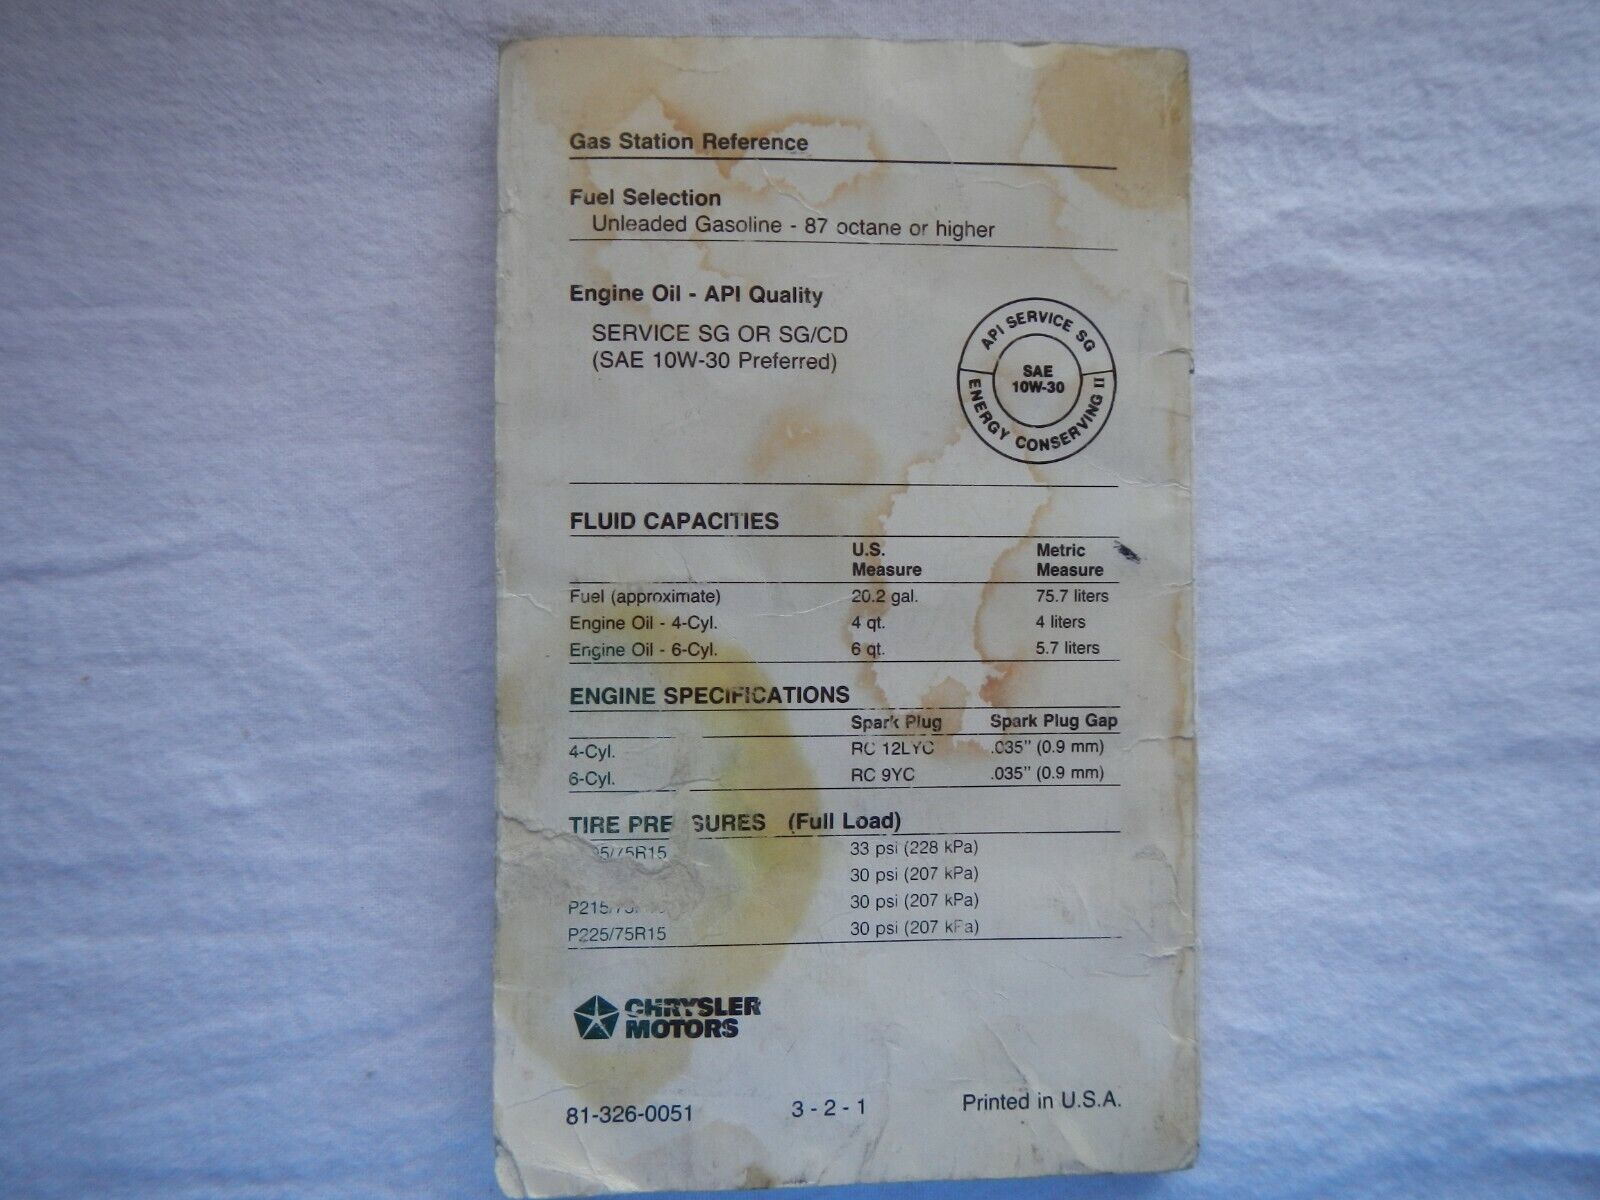 Gas Station Reference
Fuel Selection
Unleaded Gasoline - 87 octane or higher
Engine Oil - API Quality
SERVICE SG OR SG/CD
(SAE 10W-30 Preferred)
API SERVICE SG
SAE
10W-30
ENERGY CONSERVING II
FLUID CAPACITIES
U.S. Measure Metric Measure
Fuel (approximate) 20.2 gal. 75.7 liters
Engine Oil - 4-Cyl. 4 qt. 4 liters
Engine Oil - 6-Cyl. 6 qt. 5.7 liters
ENGINE SPECIFICATIONS
Spark Plug Spark Plug Gap
4-Cyl. RC 12LYC .035" (0.9 mm)
6-Cyl. RC 9YC .035" (0.9 mm)
TIRE PRESSURES (Full Load)
33 psi (228 kPa)
30 psi (207 kPa)
30 psi (207 kPa)
P225/75R15 30 psi (207 kPa)
CHRYSLER
MOTORS
81-326-0051 3 - 2 - 1 Printed in U.S.A.